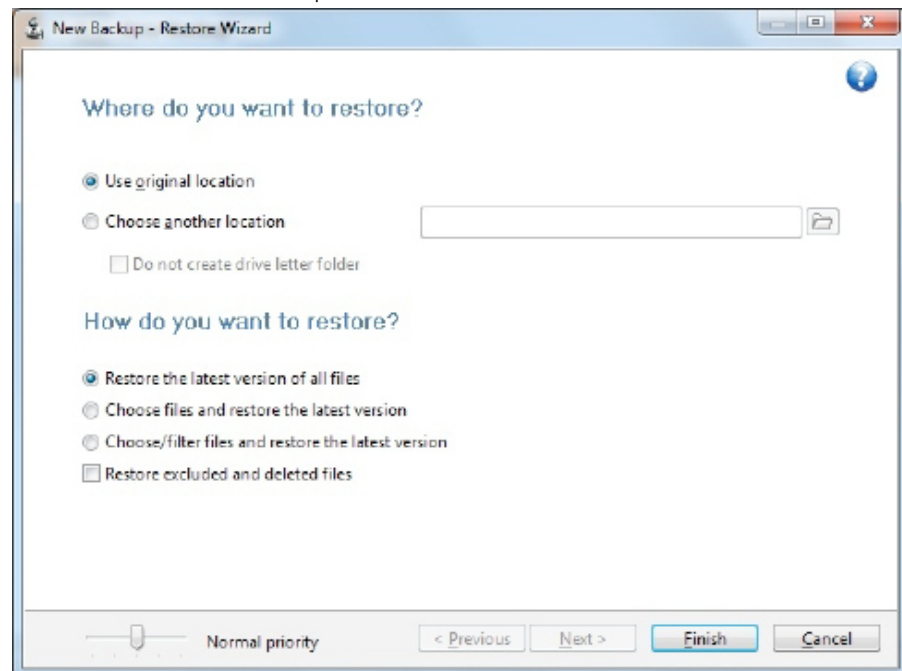 New Backup - Restore Wizard
Where do you want to restore?
Use original location
Choose another location
Do not create drive letter folder
How do you want to restore?
Restore the latest version of all files
Choose files and restore the latest version
Choose/filter files and restore the latest version
Restore excluded and deleted files
Normal priority < Previous Next > Finish Cancel